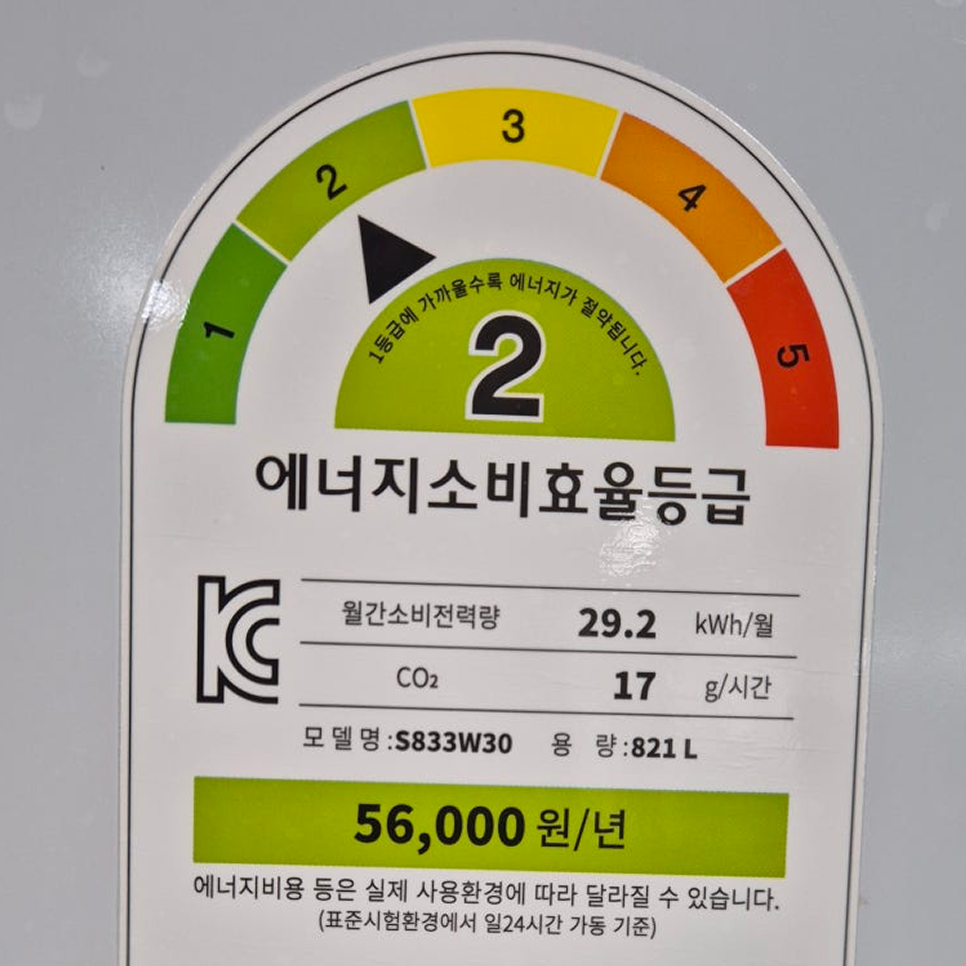 3
2
4
1
5
1등급에 가까울수록 에너지가 절약됩니다.
2
에너지소비효율등급
월간소비전력량 29.2 kWh/월
CO₂ 17 g/시간
모델명:S833W30 용 량:821 L
56,000원/년
에너지비용 등은 실제 사용환경에 따라 달라질 수 있습니다.
(표준시험환경에서 일24시간 가동 기준)